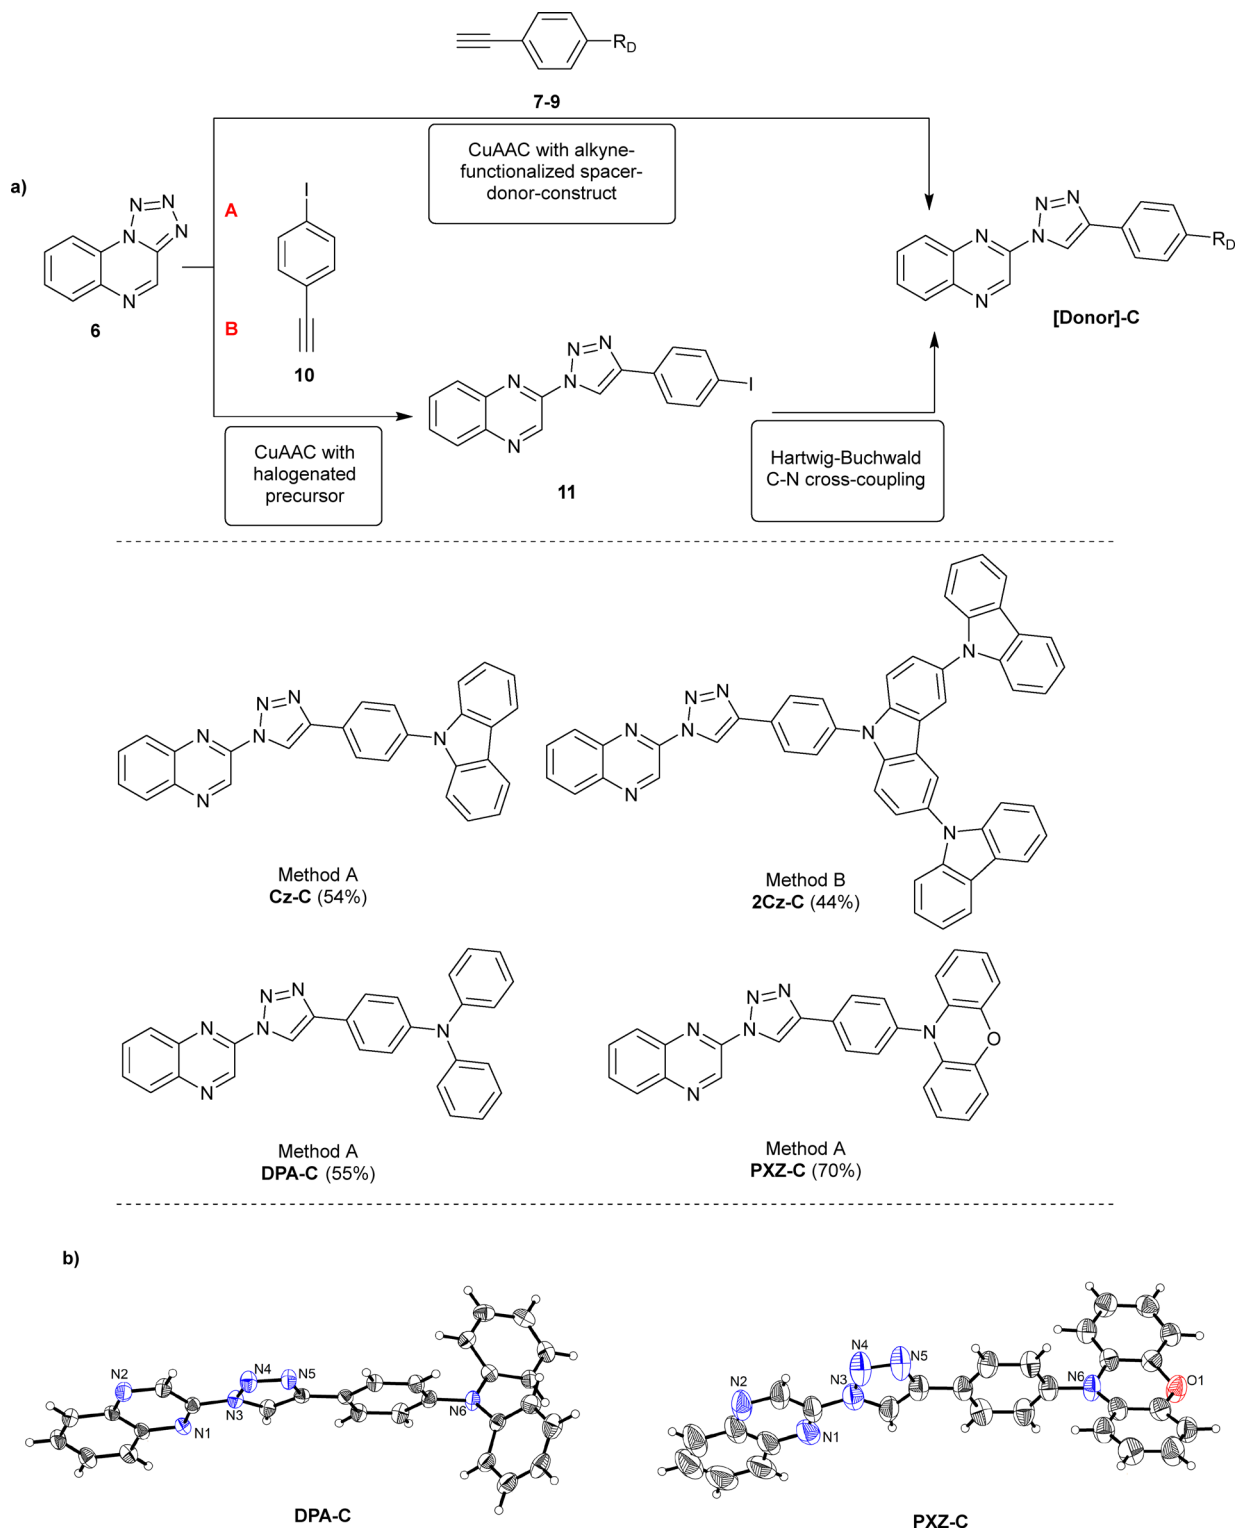 R_D
7-9
CuAAC with alkyne-
functionalized spacer-
donor-construct
a)
N N
N N
N
6
A
B
I
10
CuAAC with
halogenated
precursor
N N
N
N
N
I
11
Hartwig-Buchwald
C-N cross-coupling
N N
N
N
N
R_D
[Donor]-C
N N
N
N
N
N
Method A
Cz-C (54%)
N N
N
N
N
N
N
N
Method B
2Cz-C (44%)
N N
N
N
N
N
Method A
DPA-C (55%)
N N
N
N
N
N
O
Method A
PXZ-C (70%)
b)
N2
N4
N5
N3
N1
N6
DPA-C
N4
N5
N2
N3
N1
N6
O1
PXZ-C